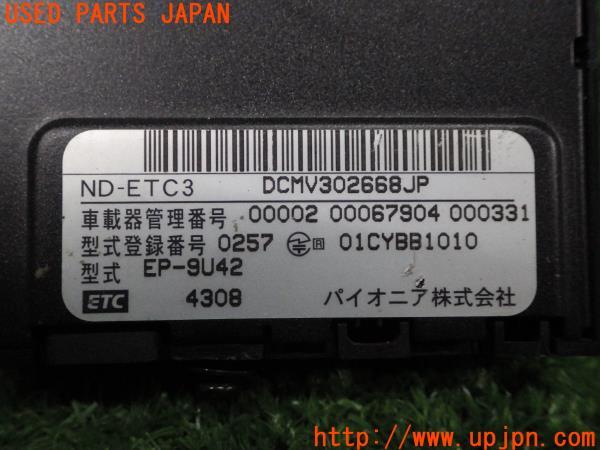 USED PARTS JAPAN
ND-ETC3 DCMV302668JP
車載器管理番号 00002 00067904 000331
型式登録番号 0257 〒 R 01CYBB1010
型式 EP-9U42
ETC 4308 パイオニア株式会社
http://www.upjpn.com/